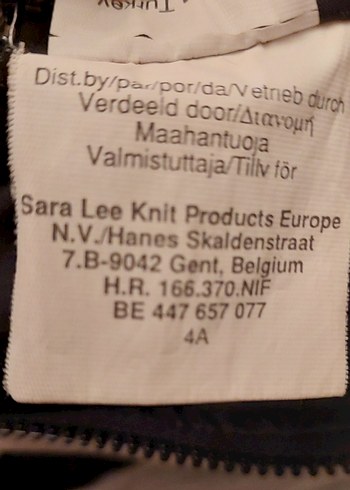 Turkey
Dist.by/par/por/da/Vetrieb durch
Verdeeld door/Διανομή
Maahantuoja
Valmistuttaja/Tillv för
Sara Lee Knit Products Europe
N.V./Hanes Skaldenstraat
7.B-9042 Gent, Belgium
H.R. 166.370.NIF
BE 447 657 077
4A